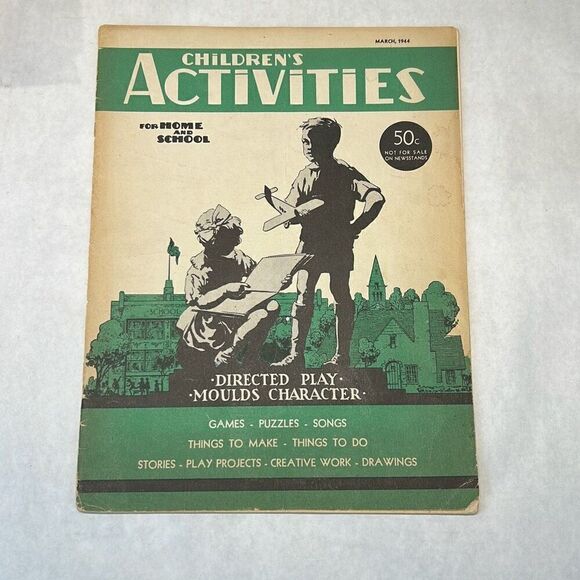 MARCH, 1944
CHILDREN'S
ACTIVITIES
FOR HOME
AND
SCHOOL
50c
NOT FOR SALE
ON NEWSSTANDS
SCHOOL
·DIRECTED PLAY·
·MOULDS CHARACTER·
GAMES - PUZZLES - SONGS
THINGS TO MAKE - THINGS TO DO
STORIES - PLAY PROJECTS - CREATIVE WORK - DRAWINGS